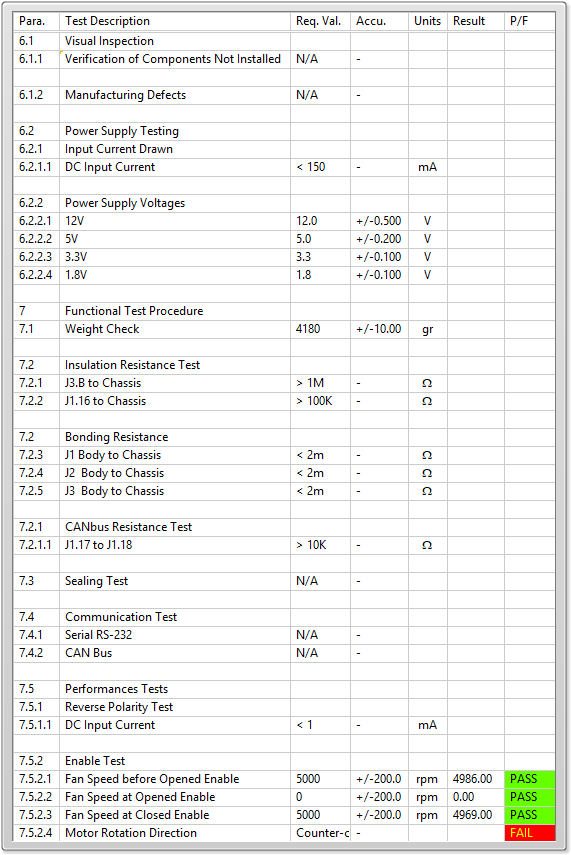 Para. Test Description Req. Val. Accu. Units Result P/F
6.1 Visual Inspection
6.1.1 Verification of Components Not Installed N/A -
6.1.2 Manufacturing Defects N/A -
6.2 Power Supply Testing
6.2.1 Input Current Drawn
6.2.1.1 DC Input Current < 150 - mA
6.2.2 Power Supply Voltages
6.2.2.1 12V 12.0 +/-0.500 V
6.2.2.2 5V 5.0 +/-0.200 V
6.2.2.3 3.3V 3.3 +/-0.100 V
6.2.2.4 1.8V 1.8 +/-0.100 V
7 Functional Test Procedure
7.1 Weight Check 4180 +/-10.00 gr
7.2 Insulation Resistance Test
7.2.1 J3.B to Chassis > 1M - Ω
7.2.2 J1.16 to Chassis > 100K - Ω
7.2 Bonding Resistance
7.2.3 J1 Body to Chassis < 2m - Ω
7.2.4 J2 Body to Chassis < 2m - Ω
7.2.5 J3 Body to Chassis < 2m - Ω
7.2.1 CANbus Resistance Test
7.2.1.1 J1.17 to J1.18 > 10K - Ω
7.3 Sealing Test N/A -
7.4 Communication Test
7.4.1 Serial RS-232 N/A -
7.4.2 CAN Bus N/A -
7.5 Performances Tests
7.5.1 Reverse Polarity Test
7.5.1.1 DC Input Current < 1 - mA
7.5.2 Enable Test
7.5.2.1 Fan Speed before Opened Enable 5000 +/-200.0 rpm 4986.00 PASS
7.5.2.2 Fan Speed at Opened Enable 0 +/-200.0 rpm 0.00 PASS
7.5.2.3 Fan Speed at Closed Enable 5000 +/-200.0 rpm 4969.00 PASS
7.5.2.4 Motor Rotation Direction Counter-c - FAIL